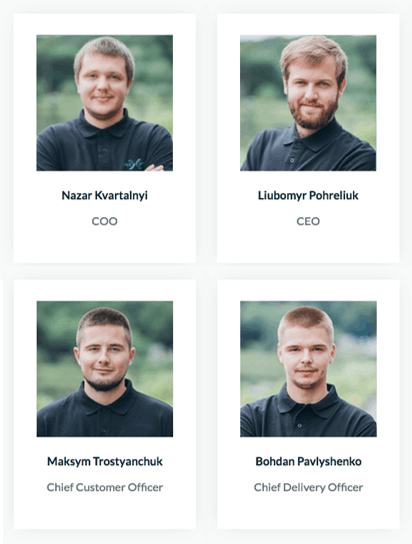 Nazar Kvartalnyi
COO
Liubomyr Pohreliuk
CEO
Maksym Trostyanchuk
Chief Customer Officer
Bohdan Pavlyshenko
Chief Delivery Officer